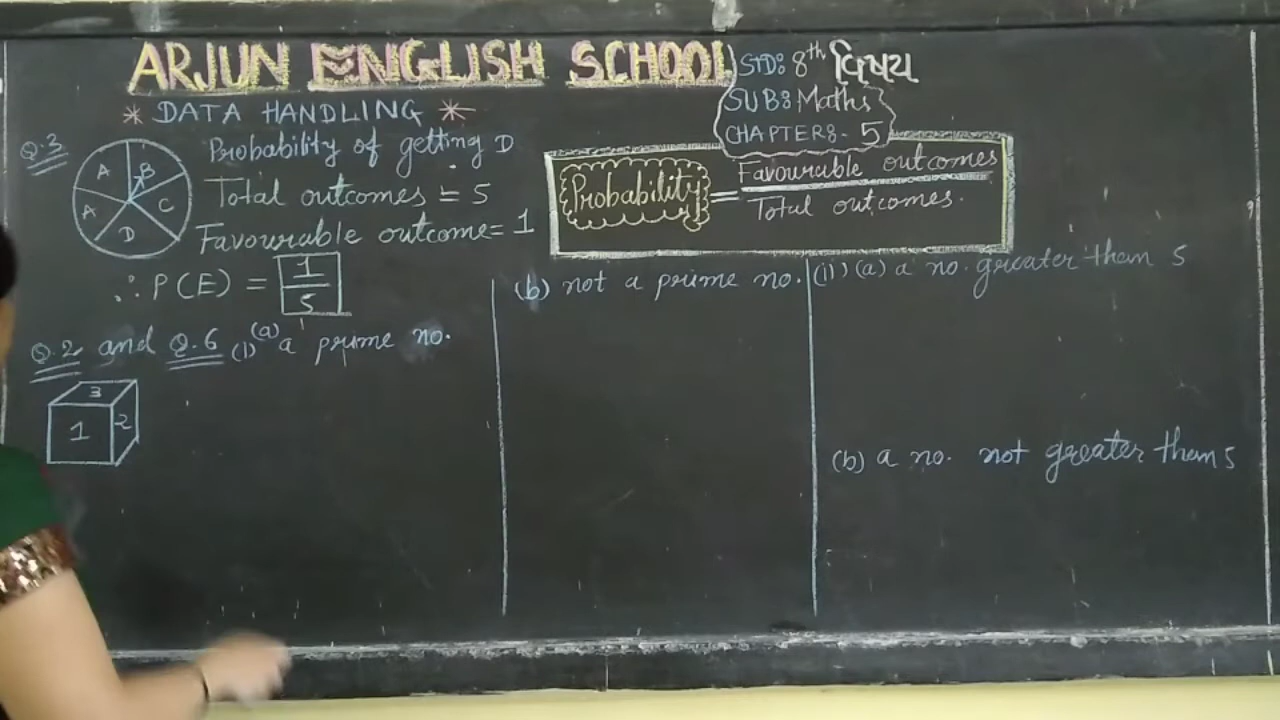 ARJUN ENGLISH SCHOOL
STD: 8th વિષય
SUB: Maths
CHAPTER:- 5
* DATA HANDLING *
Q.3
A
B
A
C
D
Probability of getting D
Total outcomes = 5
Favourable outcome = 1
∴ P(E) = 1/5
Probability = Favourable outcomes
Total outcomes.
Q.2 and Q.6 (1) (a) a prime no.
3
1
2
(b) not a prime no.
(11) (a) a no. greater than 5
(b) a no. not greater than 5